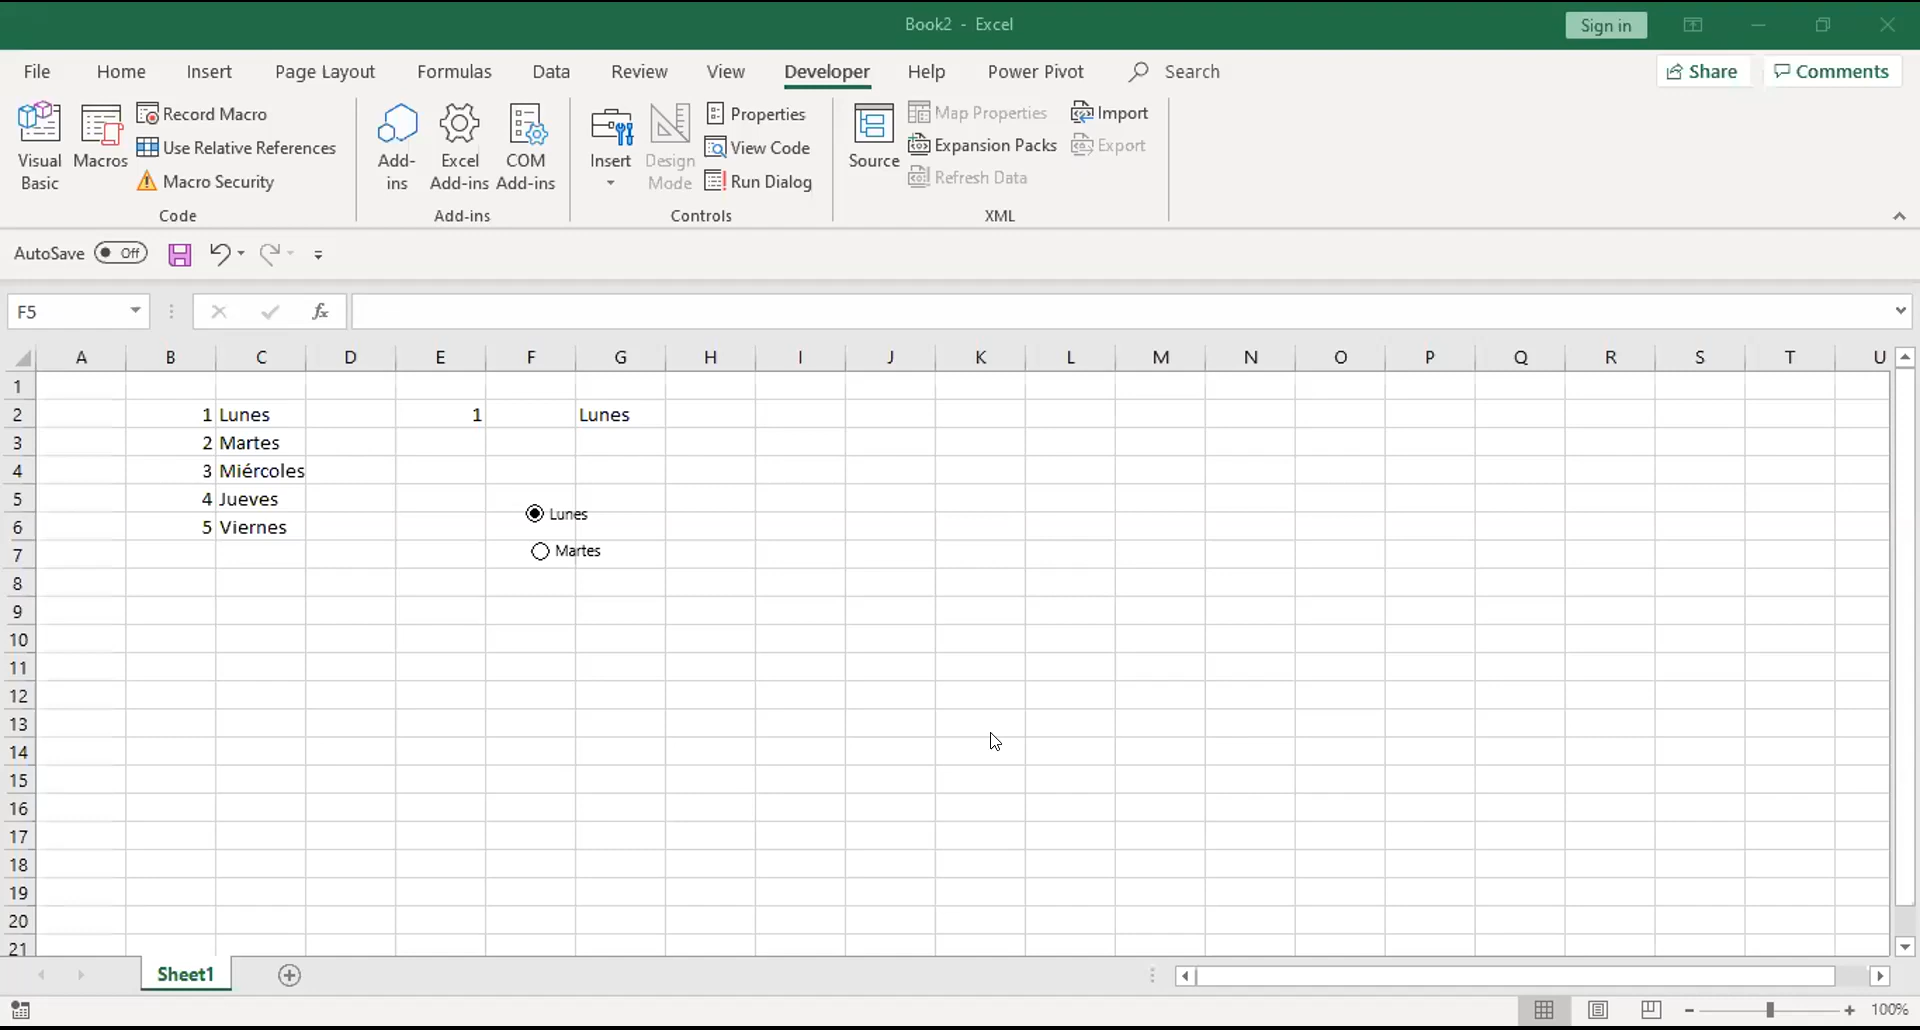 Book2 - Excel
Sign in
File Home Insert Page Layout Formulas Data Review View Developer Help Power Pivot Search
Share Comments
Visual Basic
Macros
Record Macro
Use Relative References
Macro Security
Code
Add-ins
Excel Add-ins
COM Add-ins
Add-ins
Insert
Design Mode
Properties
View Code
Run Dialog
Controls
Source
Map Properties
Expansion Packs
Refresh Data
Import
Export
XML
AutoSave Off
F5
fx
A B C D E F G H I J K L M N O P Q R S T U
1
2 1 Lunes 1 Lunes
3 2 Martes
4 3 Miércoles
5 4 Jueves
Lunes
6 5 Viernes
7 Martes
8
9
10
11
12
13
14
15
16
17
18
19
20
21
Sheet1
100%